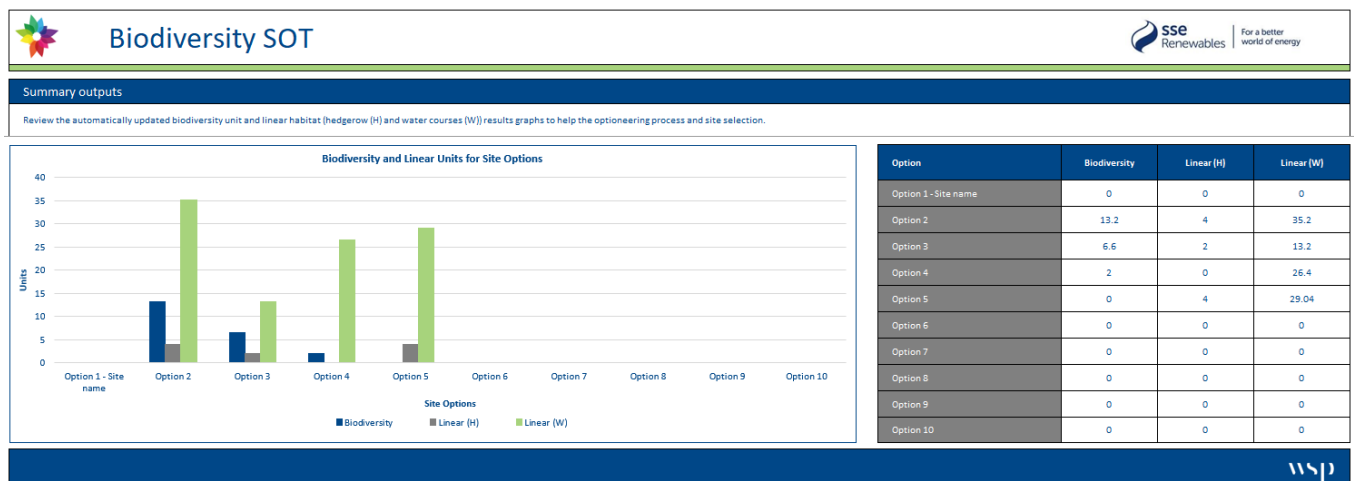 Biodiversity SOT
sse
Renewables
For a better
world of energy
Summary outputs
Review the automatically updated biodiversity unit and linear habitat (hedgerow (H) and water courses (W)) results graphs to help the optioneering process and site selection.
Biodiversity and Linear Units for Site Options
40
35
30
25
20
15
10
5
0
Units
Option 1 - Site
name
Option 2
Option 3
Option 4
Option 5
Option 6
Option 7
Option 8
Option 9
Option 10
Site Options
Biodiversity
Linear (H)
Linear (W)
Option Biodiversity Linear (H) Linear (W)
Option 1 - Site name 0 0 0
Option 2 13.2 4 35.2
Option 3 6.6 2 13.2
Option 4 2 0 26.4
Option 5 0 4 29.04
Option 6 0 0 0
Option 7 0 0 0
Option 8 0 0 0
Option 9 0 0 0
Option 10 0 0 0
wsp